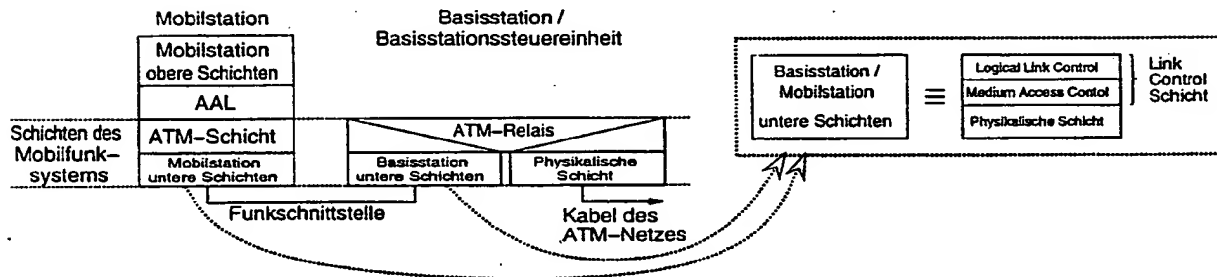 Mobilstation
Mobilstation
obere Schichten
AAL
ATM-Schicht
Mobilstation
untere Schichten
Schichten des
Mobilfunk-
systems
Funkschnittstelle
Basisstation /
Basisstationssteuereinheit
ATM-Relais
Basisstation
untere Schichten
Physikalische
Schicht
Kabel des
ATM-Netzes
Basisstation /
Mobilstation
untere Schichten
≡
Logical Link Control
Medium Access Contol
Physikalische Schicht
Link
Control
Schicht